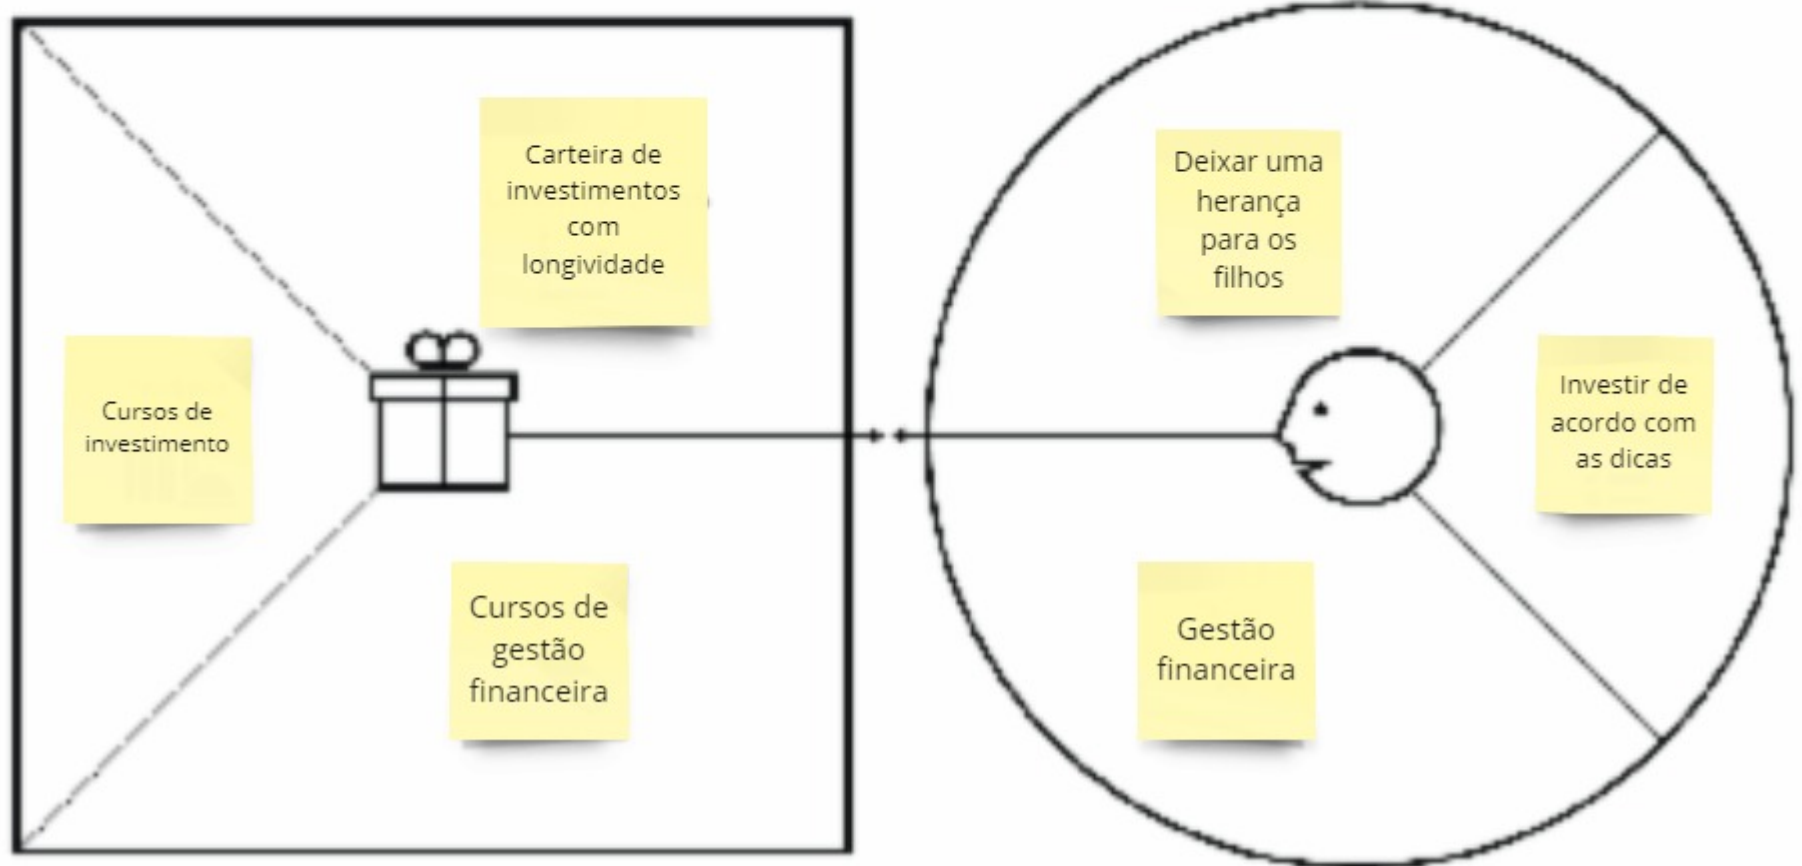 Carteira de
investimentos
com
longividade
Cursos de
investimento
Cursos de
gestão
financeira
Deixar uma
herança
para os
filhos
Investir de
acordo com
as dicas
Gestão
financeira